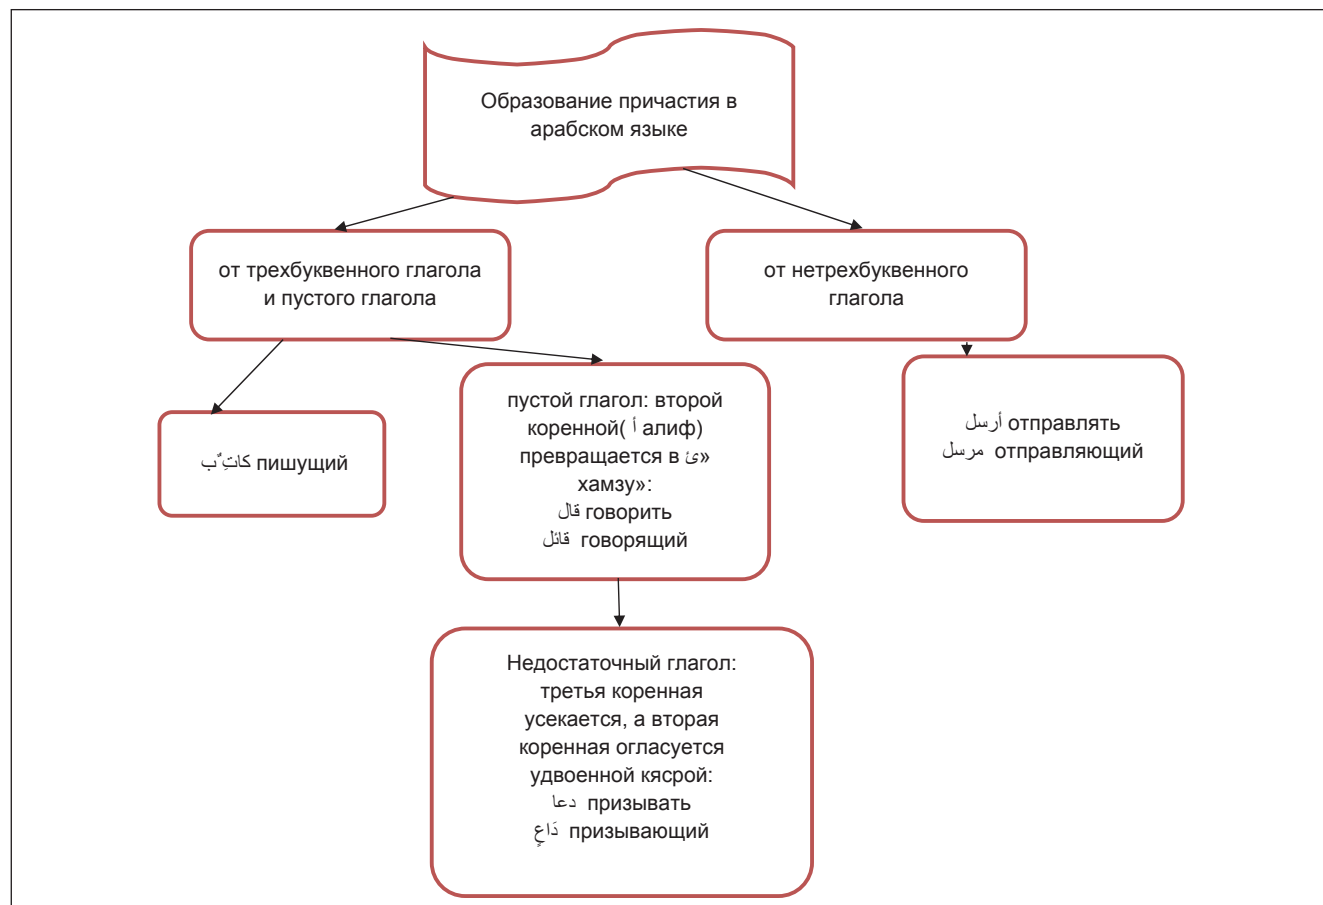 Образование причастия в
арабском языке
от трехбуквенного глагола
и пустого глагола
от нетрехбуквенного
глагола
كاتِبٌ пишущий
пустой глагол: второй
коренной( أ алиф)
превращается в ئ»
хамзу»:
قال говорить
قائل говорящий
أرسل отправлять
مرسل отправляющий
Недостаточный глагол:
третья коренная
усекается, а вторая
коренная огласуется
удвоенной кясрой:
دعا призывать
دَاعٍ призывающий